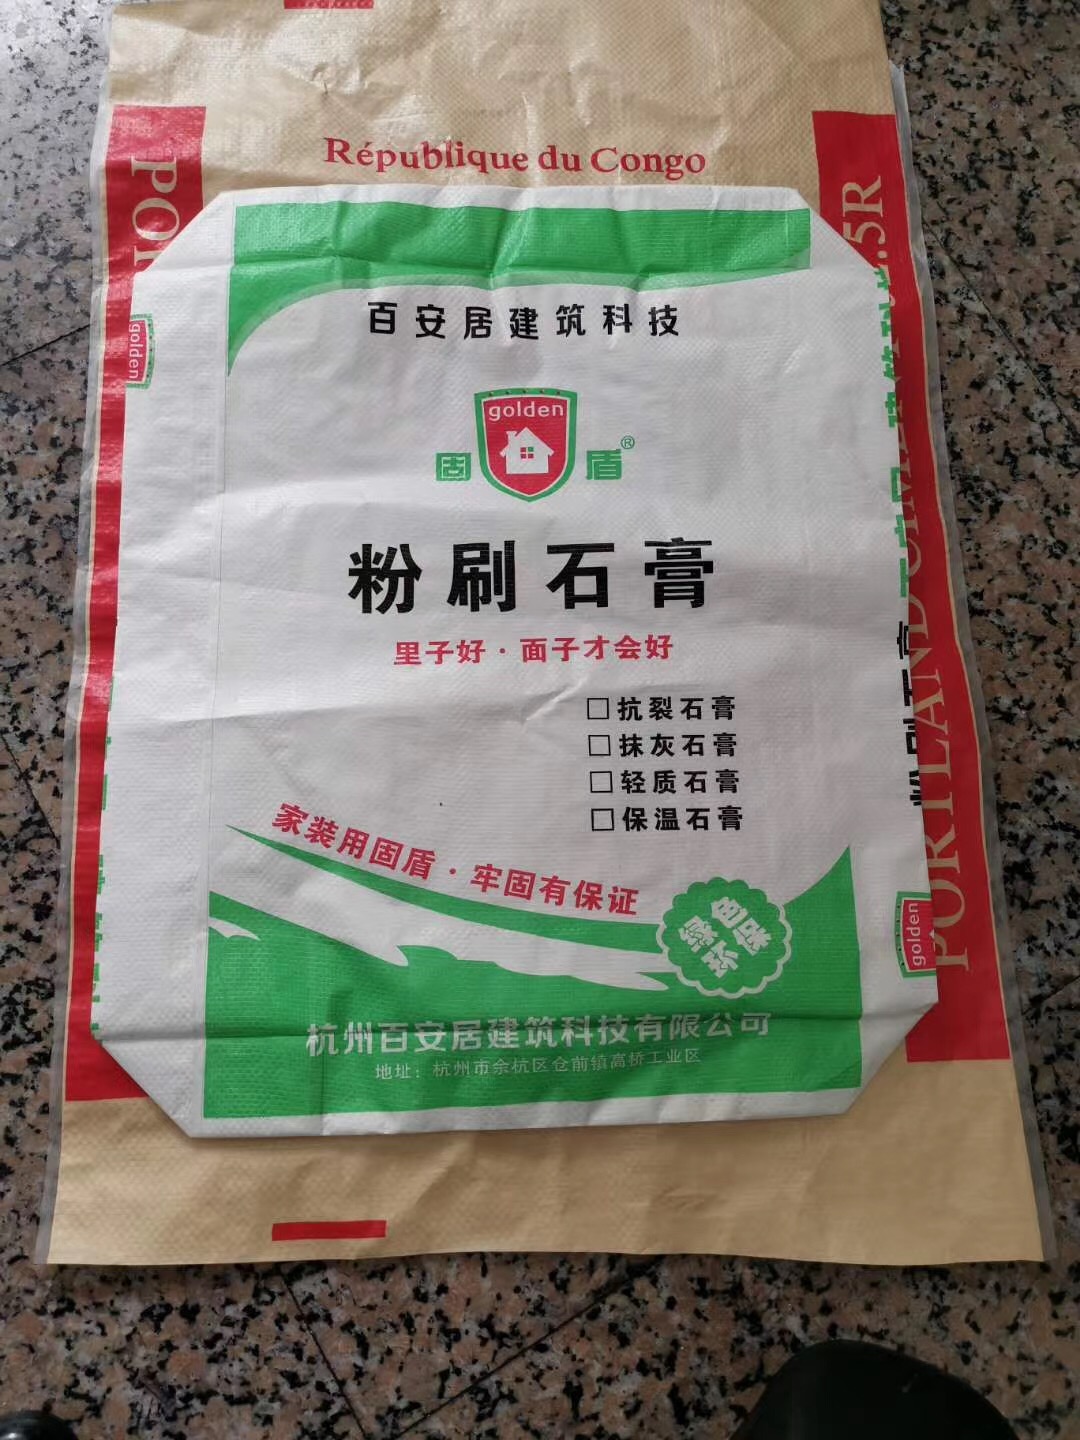 République du Congo
百安居建筑科技
golden
固 盾®
粉刷石膏
里子好·面子才会好
□抗裂石膏
□抹灰石膏
□轻质石膏
□保温石膏
家装用固盾·牢固有保证
绿色
环保
杭州百安居建筑科技有限公司
地址：杭州市余杭区仓前镇高桥工业区
golden
golden
PORTLAND
.5R